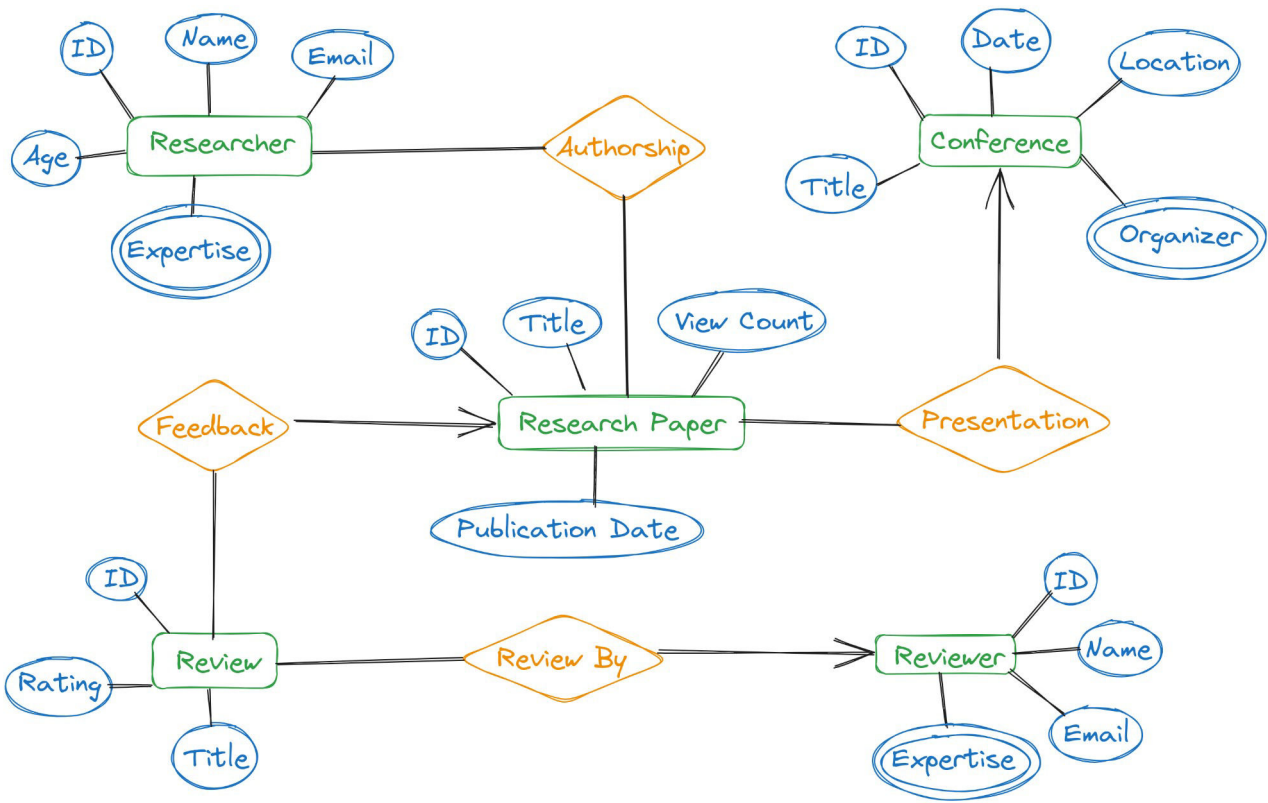 ID
Name
Email
Researcher
Age
Expertise
Authorship
ID
Date
Location
Conference
Title
Organizer
ID
Title
View Count
Feedback
Research Paper
Presentation
Publication Date
ID
Review
Rating
Title
Review By
Reviewer
ID
Name
Email
Expertise